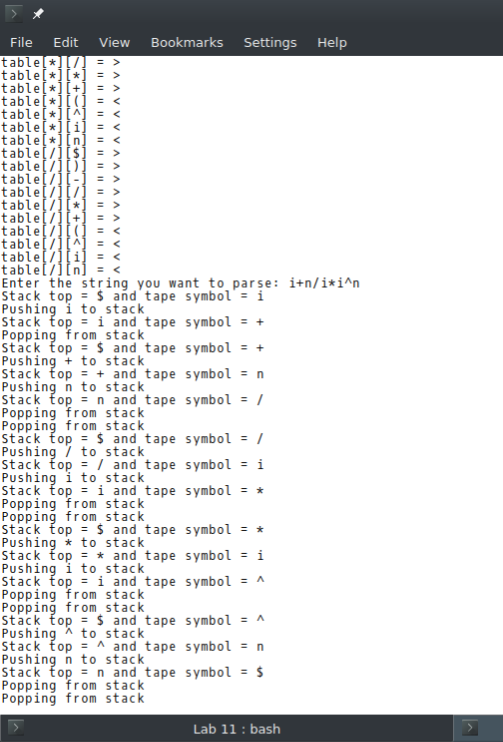 File Edit View Bookmarks Settings Help
table[*][/] = >
table[*][*] = >
table[*][+] = >
table[*][(] = <
table[*][^] = <
table[*][i] = <
table[*][n] = <
table[/][$] = >
table[/][)] = >
table[/][-] = >
table[/][/] = >
table[/][*] = >
table[/][+] = >
table[/][(] = <
table[/][^] = <
table[/][i] = <
table[/][n] = <
Enter the string you want to parse: i+n/i*i^n
Stack top = $ and tape symbol = i
Pushing i to stack
Stack top = i and tape symbol = +
Popping from stack
Stack top = $ and tape symbol = +
Pushing + to stack
Stack top = + and tape symbol = n
Pushing n to stack
Stack top = n and tape symbol = /
Popping from stack
Popping from stack
Stack top = $ and tape symbol = /
Pushing / to stack
Stack top = / and tape symbol = i
Pushing i to stack
Stack top = i and tape symbol = *
Popping from stack
Popping from stack
Stack top = $ and tape symbol = *
Pushing * to stack
Stack top = * and tape symbol = i
Pushing i to stack
Stack top = i and tape symbol = ^
Popping from stack
Popping from stack
Stack top = $ and tape symbol = ^
Pushing ^ to stack
Stack top = ^ and tape symbol = n
Pushing n to stack
Stack top = n and tape symbol = $
Popping from stack
Popping from stack
Lab 11 : bash